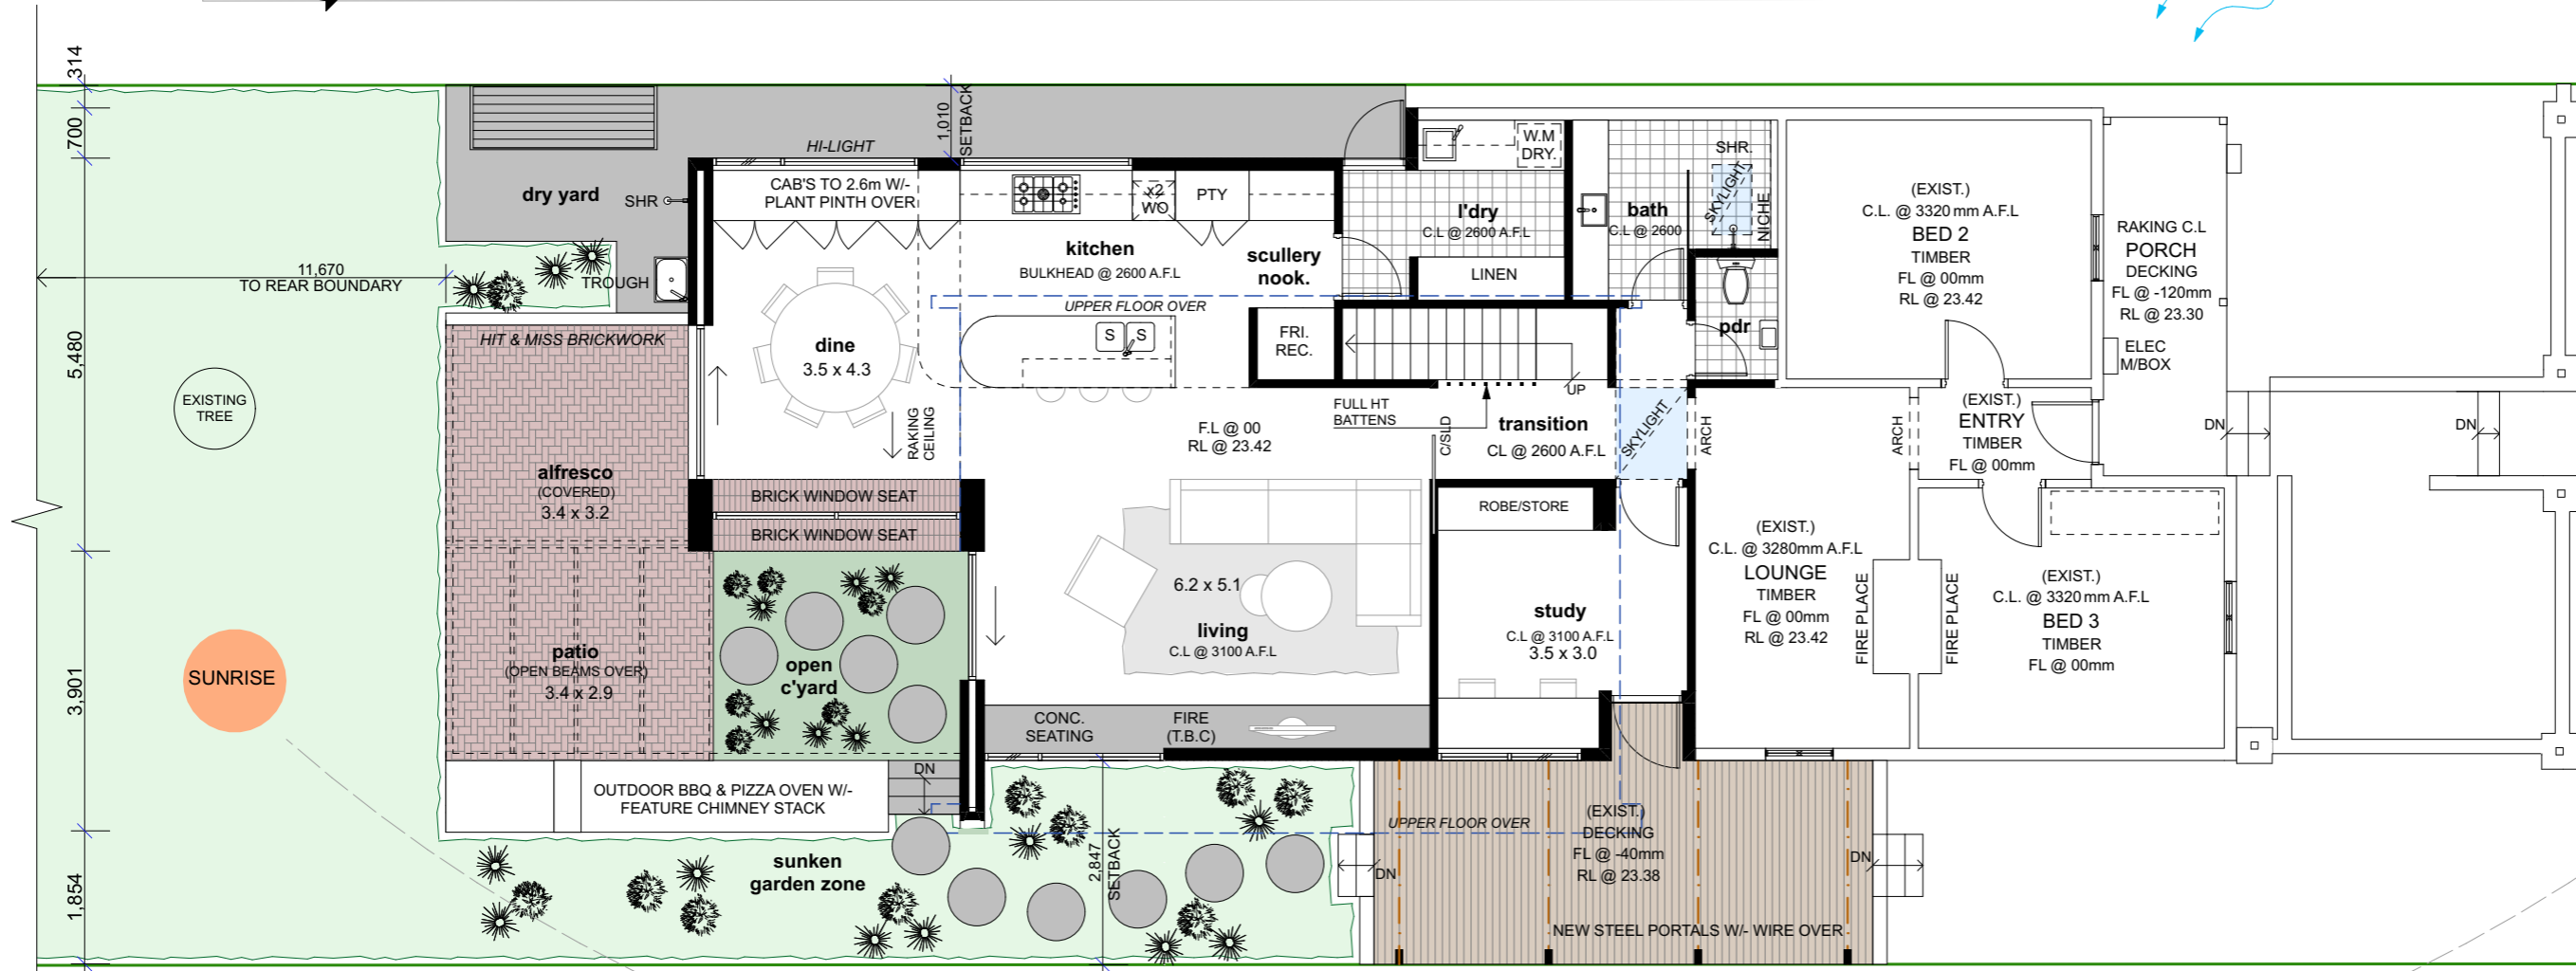 314
700
5,480
3,901
1,854
11,670
TO REAR BOUNDARY
EXISTING
TREE
SUNRISE
dry yard
SHR
TROUGH
HI-LIGHT
1,010
SETBACK
CAB'S TO 2.6m W/-
PLANT PINTH OVER
x2
WO
PTY
kitchen
BULKHEAD @ 2600 A.F.L
scullery
nook.
UPPER FLOOR OVER
S
S
FRI.
REC.
dine
3.5 x 4.3
RAKING
CEILING
HIT & MISS BRICKWORK
alfresco
(COVERED)
3.4 x 3.2
BRICK WINDOW SEAT
BRICK WINDOW SEAT
patio
(OPEN BEAMS OVER)
3.4 x 2.9
open
c'yard
OUTDOOR BBQ & PIZZA OVEN W/-
FEATURE CHIMNEY STACK
DN
sunken
garden zone
F.L @ 00
RL @ 23.42
6.2 x 5.1
living
C.L @ 3100 A.F.L
CONC.
SEATING
FIRE
(T.B.C)
2,847
SETBACK
W.M
DRY.
l'dry
C.L @ 2600 A.F.L
LINEN
bath
C.L @ 2600
SHR.
SKYLIGHT
NICHE
pdr
UP
FULL HT
BATTENS
C/SLD
transition
CL @ 2600 A.F.L
SKYLIGHT
ARCH
ROBE/STORE
study
C.L @ 3100 A.F.L
3.5 x 3.0
(EXIST.)
C.L. @ 3280mm A.F.L
LOUNGE
TIMBER
FL @ 00mm
RL @ 23.42
FIRE PLACE
FIRE PLACE
ARCH
(EXIST.)
C.L. @ 3320 mm A.F.L
BED 2
TIMBER
FL @ 00mm
RL @ 23.42
(EXIST.)
ENTRY
TIMBER
FL @ 00mm
RAKING C.L
PORCH
DECKING
FL @ -120mm
RL @ 23.30
ELEC
M/BOX
DN
DN
(EXIST.)
C.L. @ 3320 mm A.F.L
BED 3
TIMBER
FL @ 00mm
UPPER FLOOR OVER
(EXIST.)
DECKING
FL @ -40mm
RL @ 23.38
DN
DN
NEW STEEL PORTALS W/- WIRE OVER